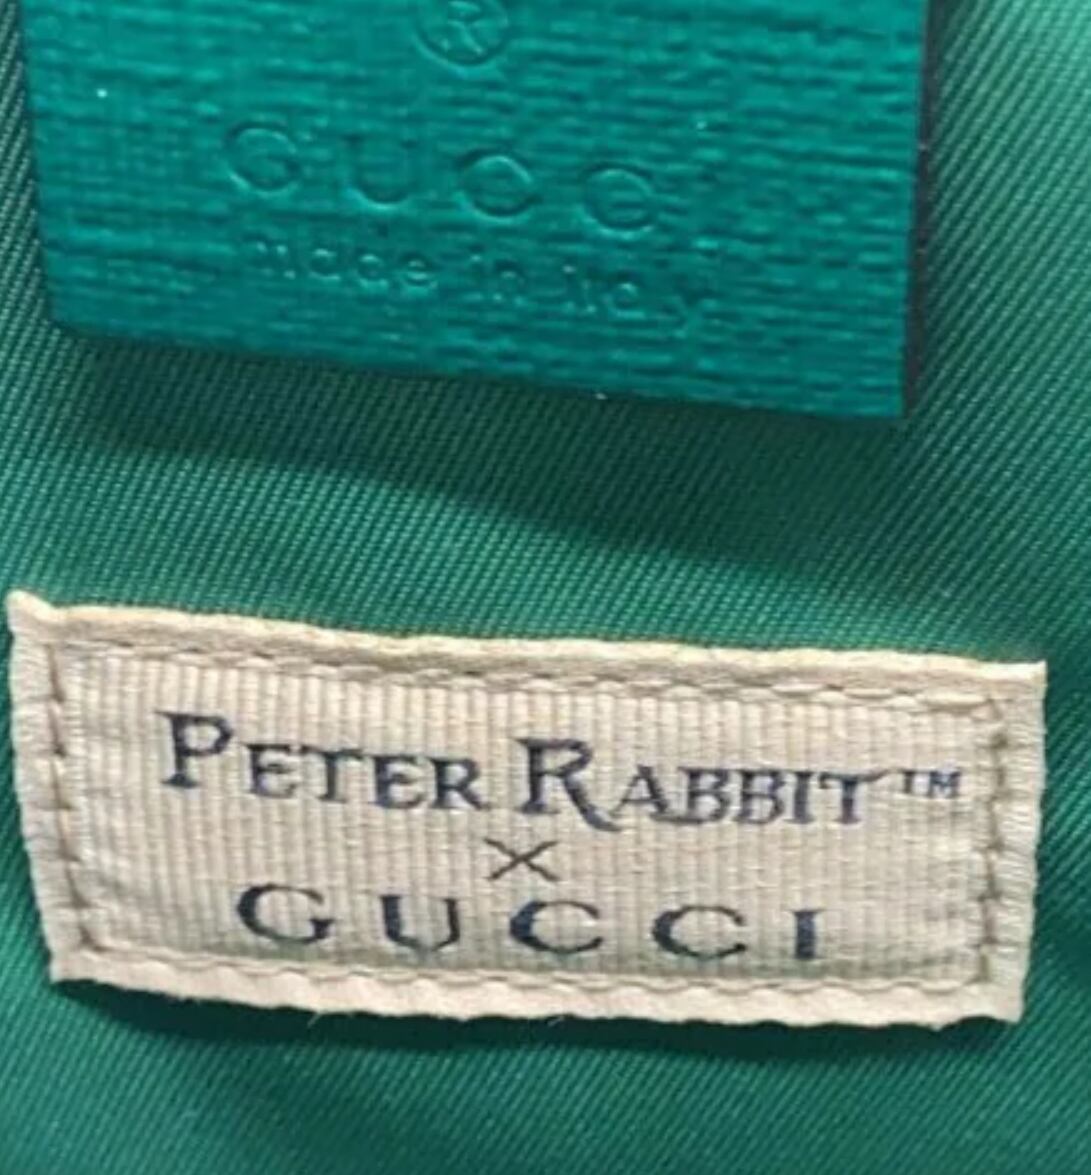 ®
GUCCI
made in italy
PETER RABBIT™
×
GUCCI